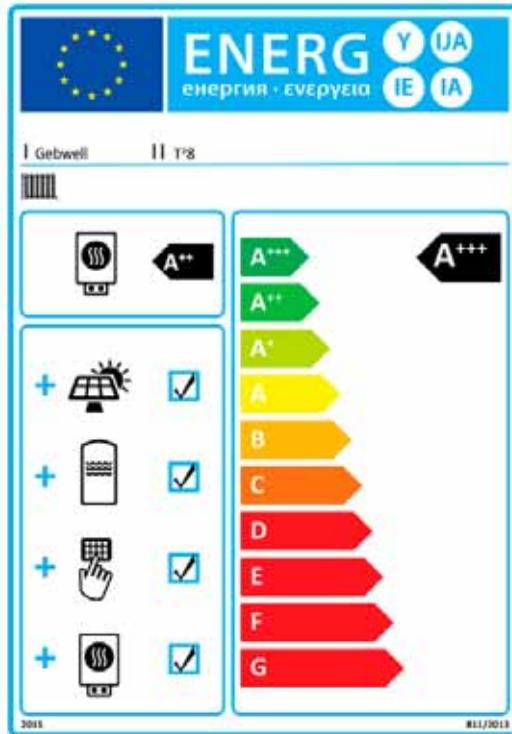 ENERG Y IJA
енергия · ενεργεια IE IA
I Gebwell II T²8
A++
A+++
A+++
A++
A+
A
B
C
D
E
F
G
2015 811/2013